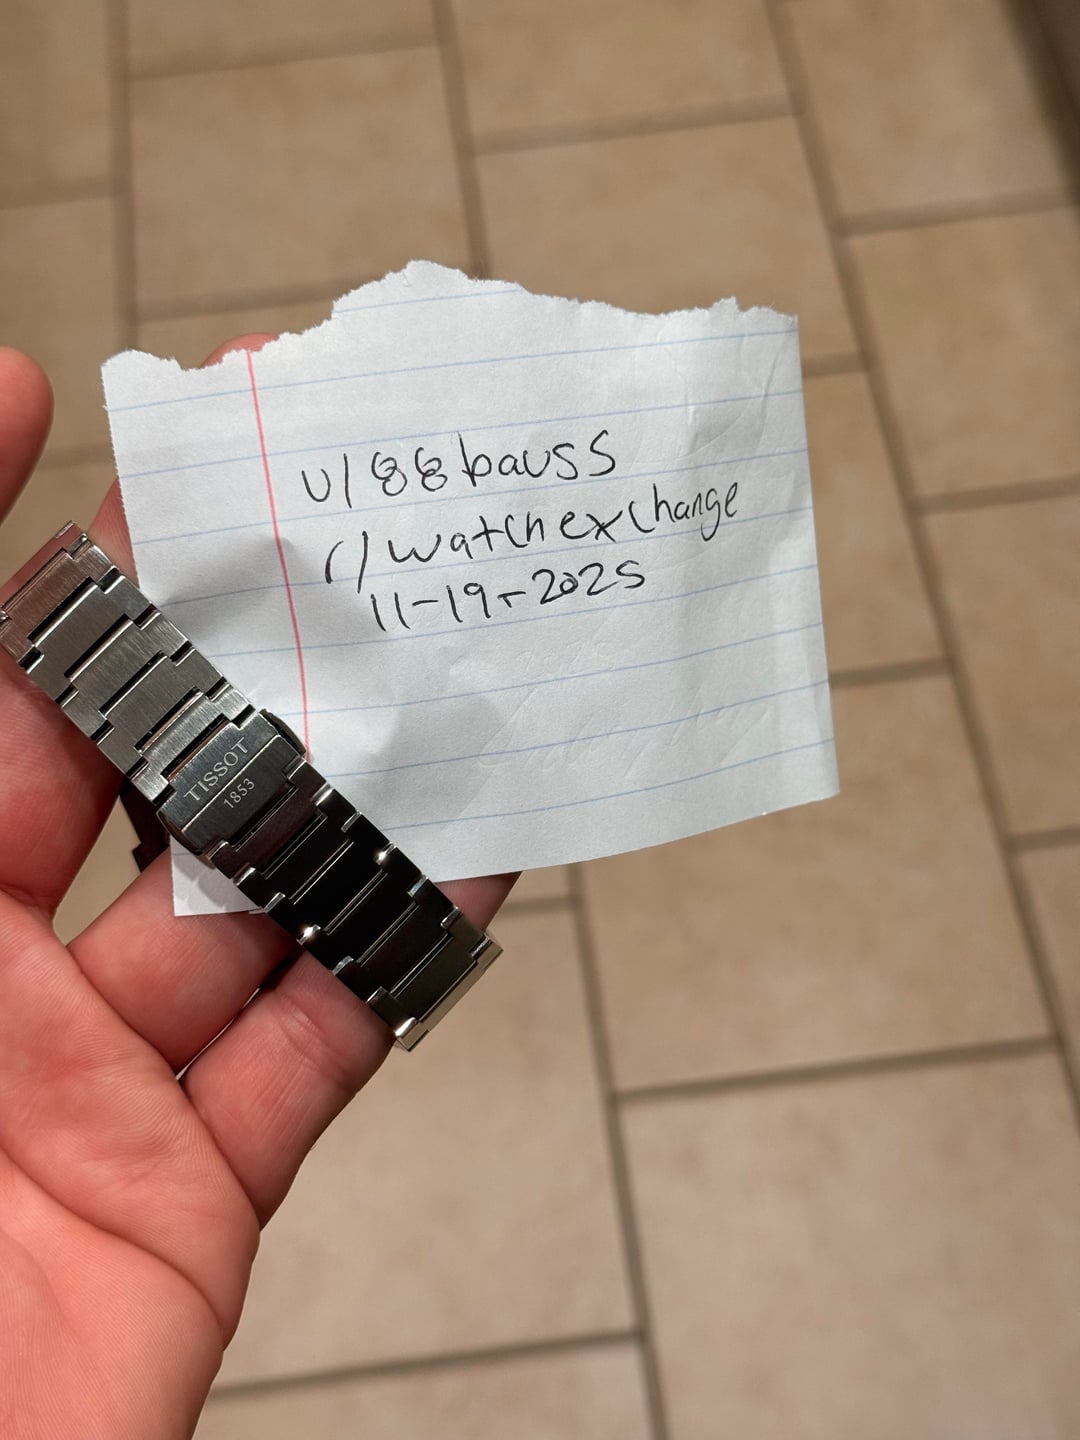 u/88bauss
r/watchexchange
11-19-2025
TISSOT
1853